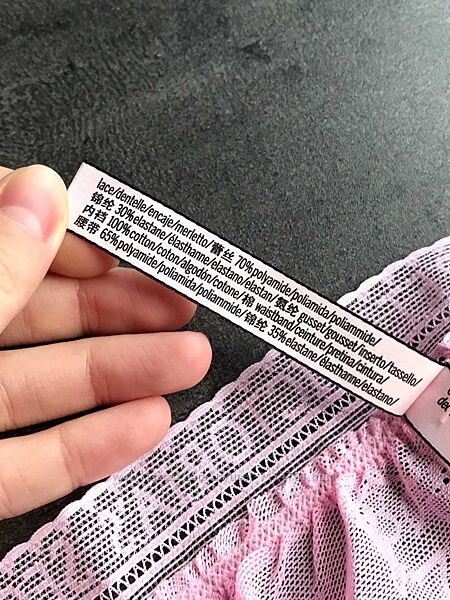 lace/dentelle/encaje/merletto/蕾丝 70%polyamide/poliamida/poliammide/
锦纶 30%elastane/élasthanne/elastano/elastan/氨纶 gusset/gousset/inserto/tassello/
内裆 100%cotton/coton/algodón/cotone/棉 waistband/ceinture/pretina/cintura/
腰带 65%polyamide/poliamida/poliammide/锦纶 35%elastane/élasthanne/elastano/